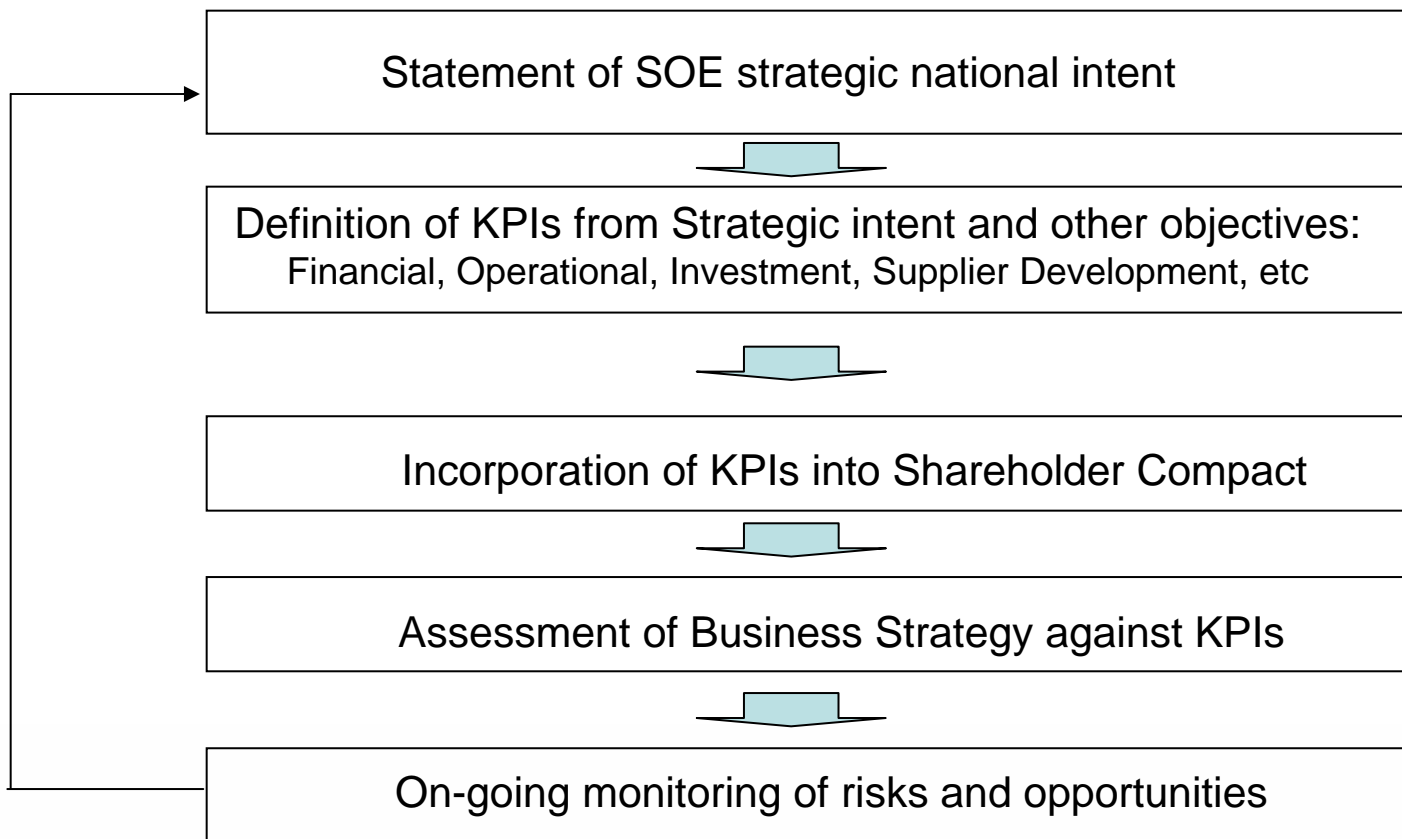 Statement of SOE strategic national intent
Definition of KPIs from Strategic intent and other objectives:
Financial, Operational, Investment, Supplier Development, etc
Incorporation of KPIs into Shareholder Compact
Assessment of Business Strategy against KPIs
On-going monitoring of risks and opportunities